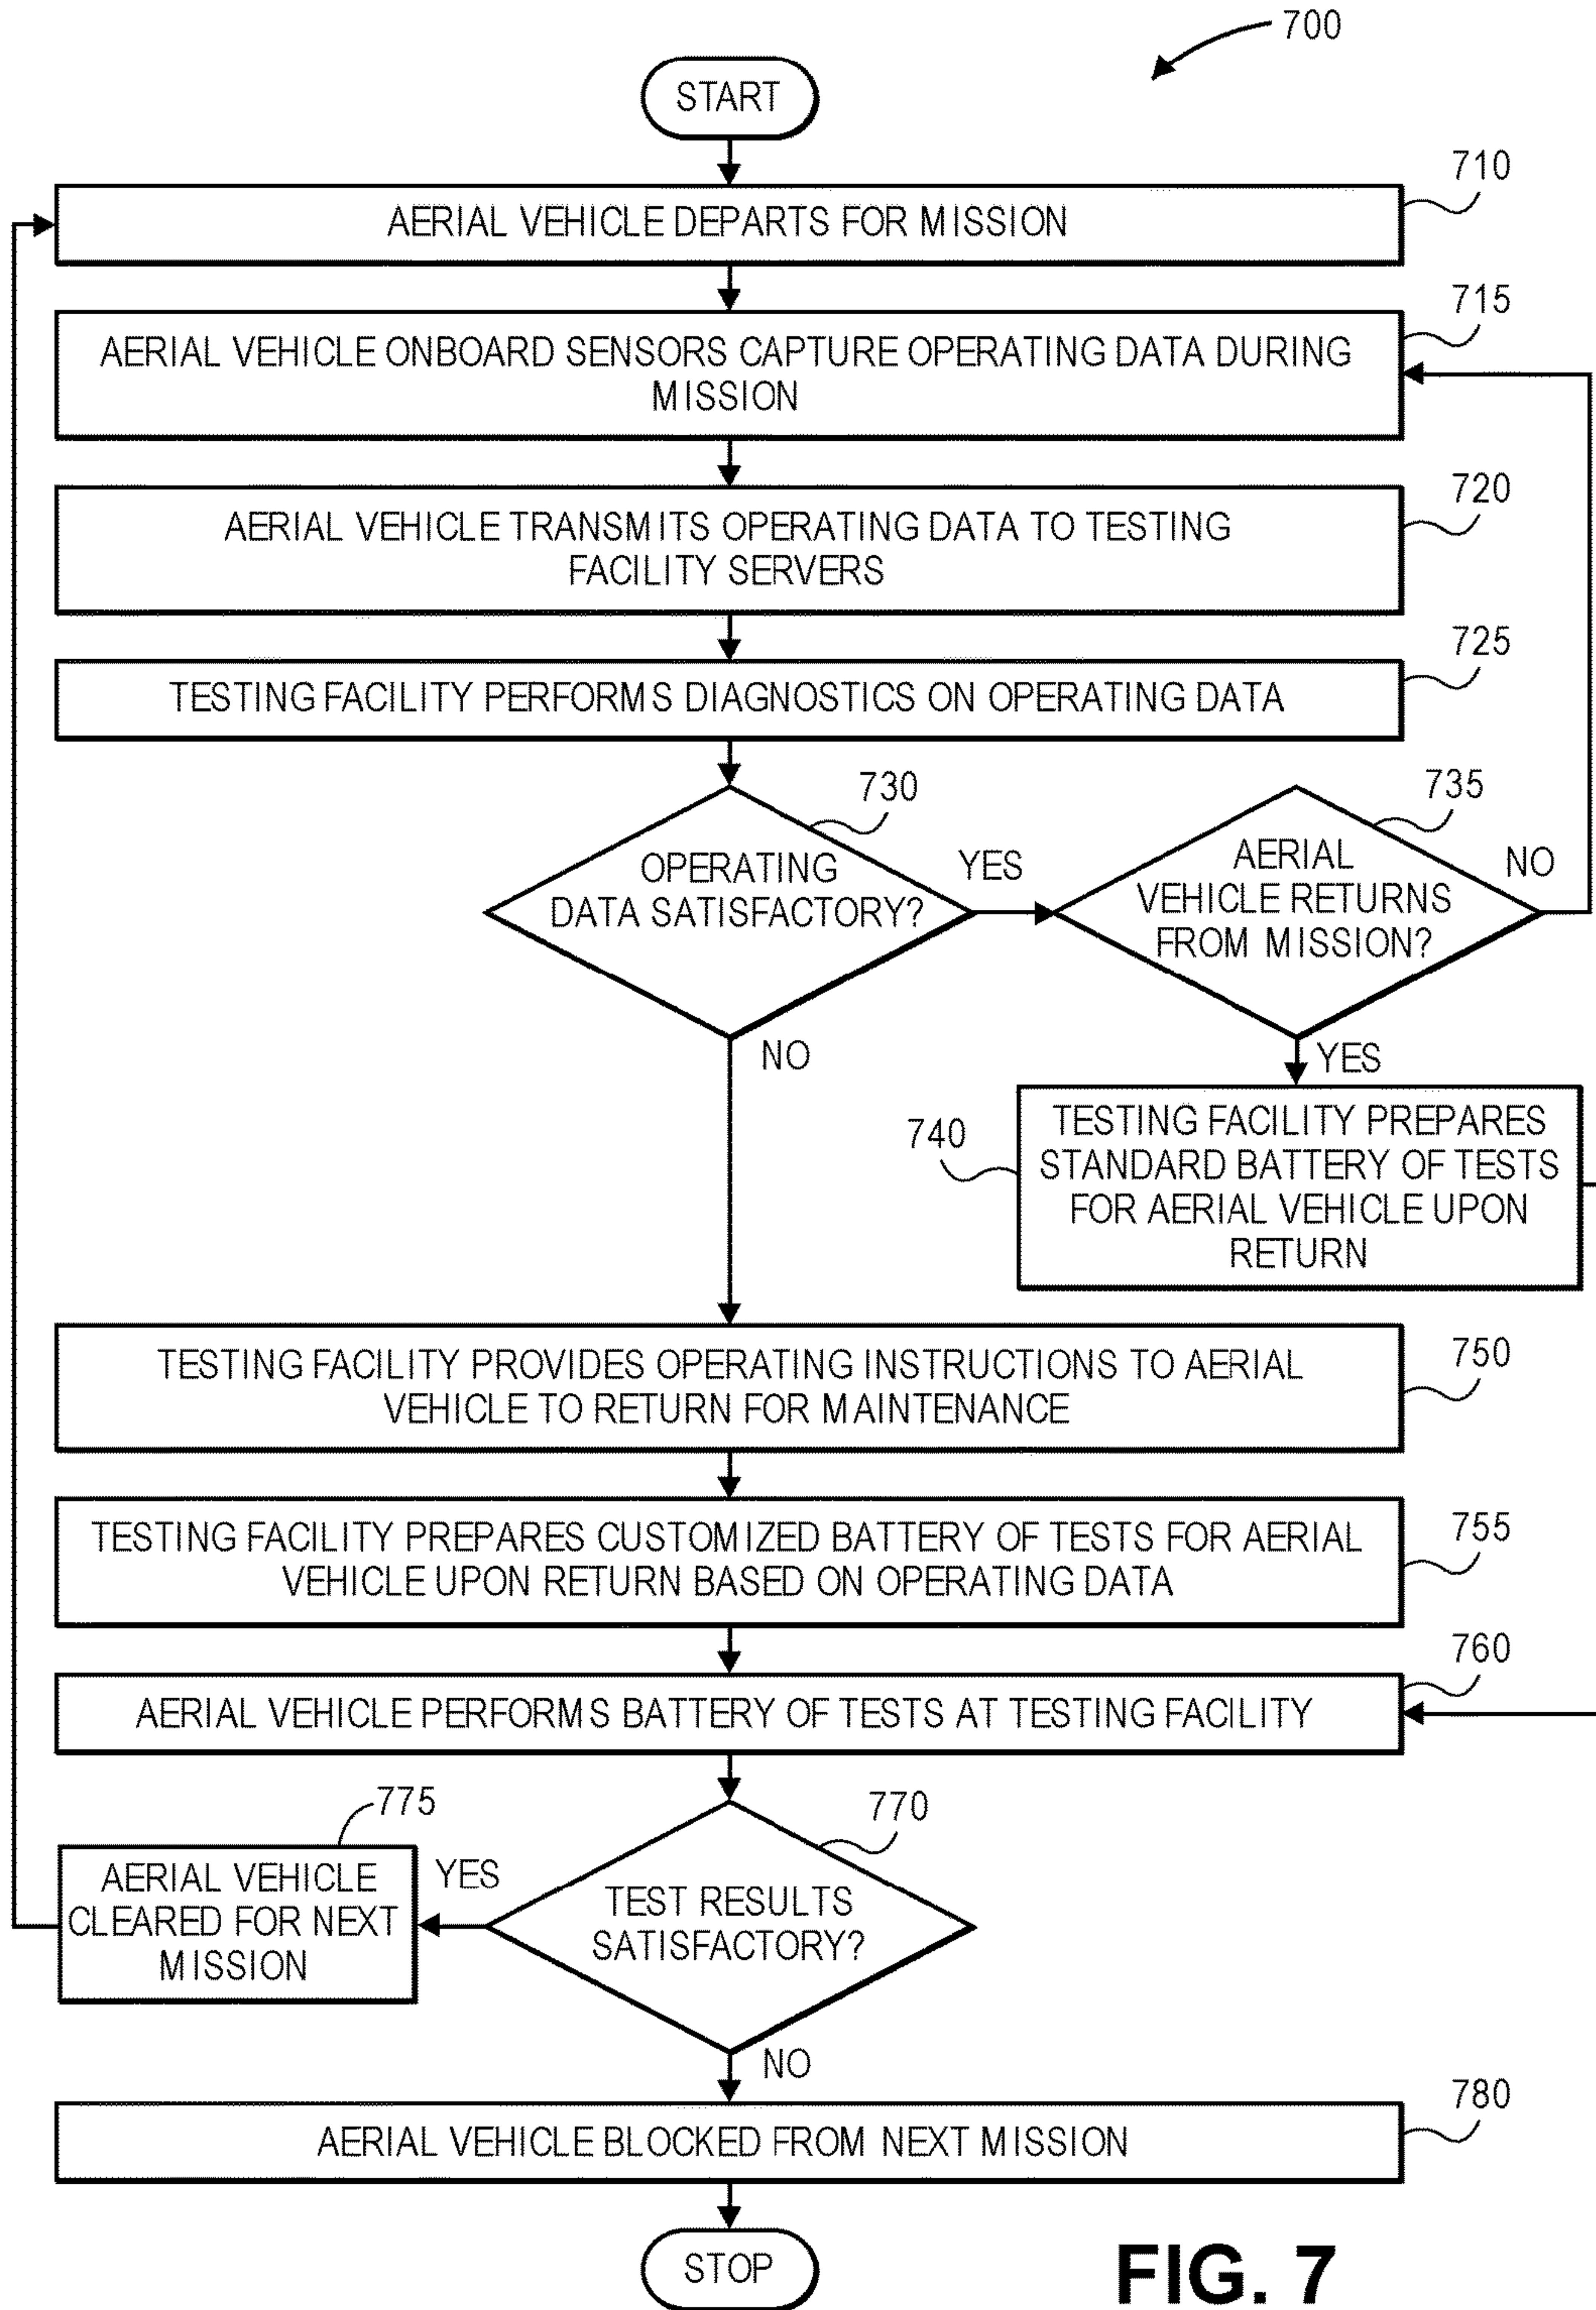 700
START
710
AERIAL VEHICLE DEPARTS FOR MISSION
715
AERIAL VEHICLE ONBOARD SENSORS CAPTURE OPERATING DATA DURING
MISSION
720
AERIAL VEHICLE TRANSMITS OPERATING DATA TO TESTING
FACILITY SERVERS
725
TESTING FACILITY PERFORMS DIAGNOSTICS ON OPERATING DATA
730
OPERATING
DATA SATISFACTORY?
YES
NO
735
AERIAL
VEHICLE RETURNS
FROM MISSION?
NO
YES
740
TESTING FACILITY PREPARES
STANDARD BATTERY OF TESTS
FOR AERIAL VEHICLE UPON
RETURN
750
TESTING FACILITY PROVIDES OPERATING INSTRUCTIONS TO AERIAL
VEHICLE TO RETURN FOR MAINTENANCE
755
TESTING FACILITY PREPARES CUSTOMIZED BATTERY OF TESTS FOR AERIAL
VEHICLE UPON RETURN BASED ON OPERATING DATA
760
AERIAL VEHICLE PERFORMS BATTERY OF TESTS AT TESTING FACILITY
770
TEST RESULTS
SATISFACTORY?
YES
775
AERIAL VEHICLE
CLEARED FOR NEXT
MISSION
NO
780
AERIAL VEHICLE BLOCKED FROM NEXT MISSION
STOP
FIG. 7